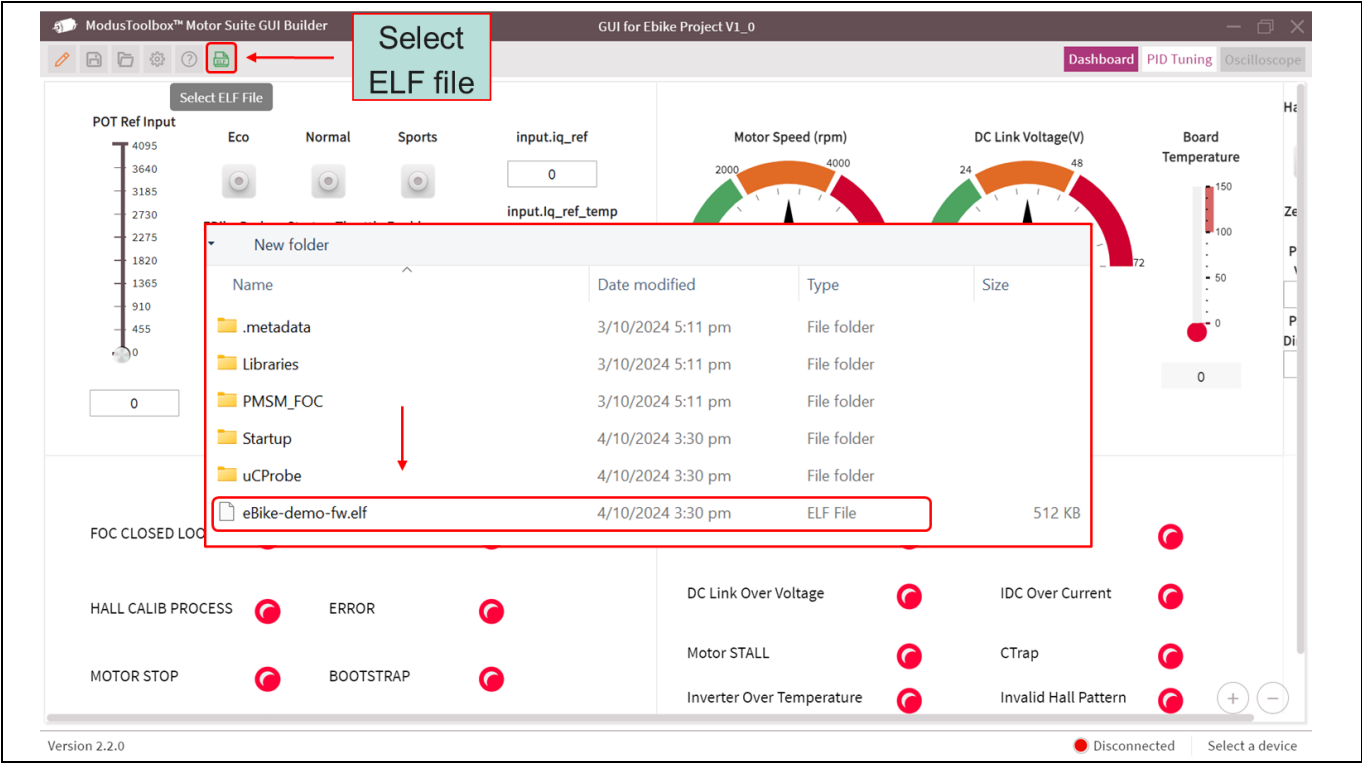 ModusToolbox™ Motor Suite GUI Builder
GUI for Ebike Project V1_0
Select
ELF file
Dashboard
PID Tuning
Oscilloscope
Select ELF File
POT Ref Input
4095
3640
3185
2730
2275
1820
1365
910
455
0
0
Eco
Normal
Sports
input.iq_ref
0
input.Iq_ref_temp
Motor Speed (rpm)
2000
4000
DC Link Voltage(V)
24
48
72
Board
Temperature
150
100
50
0
0
Ha
Ze
P
P
Di
New folder
Name
Date modified
Type
Size
.metadata
3/10/2024 5:11 pm
File folder
Libraries
3/10/2024 5:11 pm
File folder
PMSM_FOC
3/10/2024 5:11 pm
File folder
Startup
4/10/2024 3:30 pm
File folder
uCProbe
4/10/2024 3:30 pm
File folder
eBike-demo-fw.elf
4/10/2024 3:30 pm
ELF File
512 KB
FOC CLOSED LOO
HALL CALIB PROCESS
ERROR
MOTOR STOP
BOOTSTRAP
DC Link Over Voltage
IDC Over Current
Motor STALL
CTrap
Inverter Over Temperature
Invalid Hall Pattern
Version 2.2.0
Disconnected
Select a device